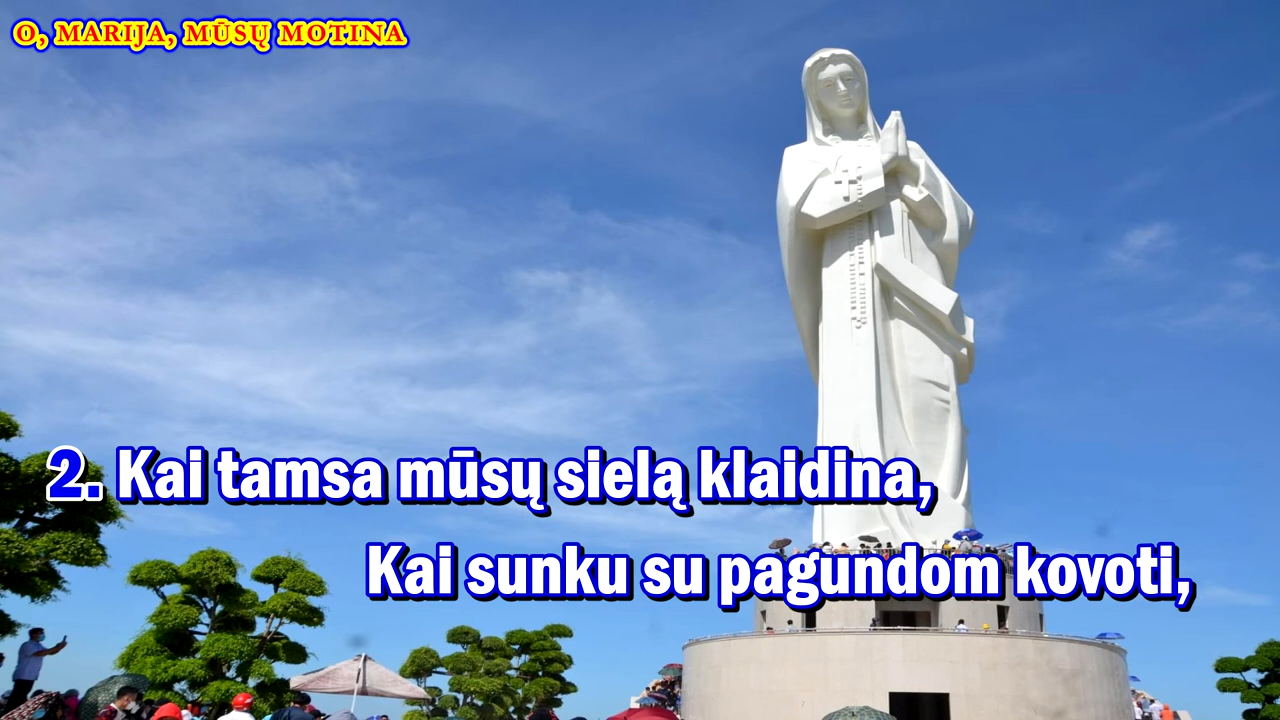 O, MARIJA, MŪSŲ MOTINA
2. Kai tamsa mūsų sielą klaidina,
Kai sunku su pagundom kovoti,